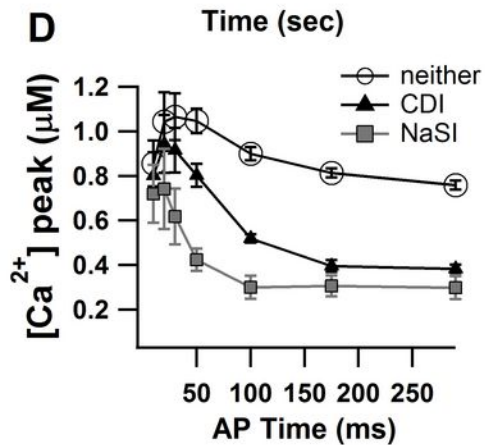 D
Time (sec)
neither
CDI
NaSI
[Ca2+] peak (μM)
1.2
1.0
0.8
0.6
0.4
0.2
50 100 150 200 250
AP Time (ms)